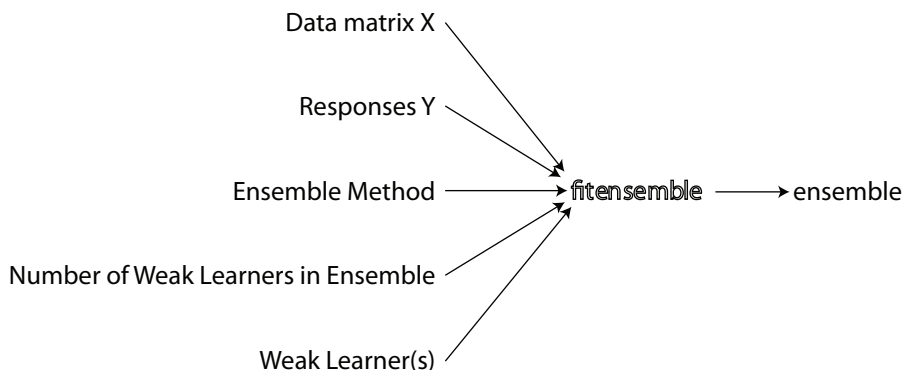 Data matrix X
Responses Y
Ensemble Method
fitensemble
ensemble
Number of Weak Learners in Ensemble
Weak Learner(s)